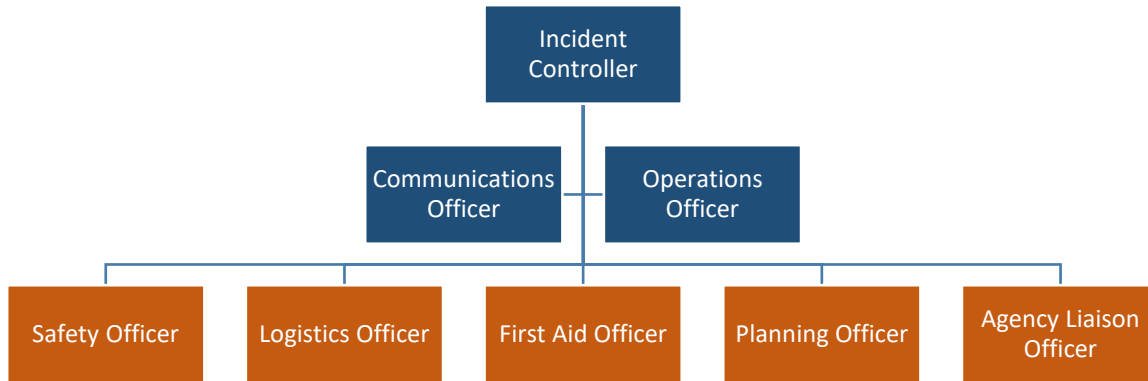 Incident
Controller
Communications
Officer
Operations
Officer
Safety Officer
Logistics Officer
First Aid Officer
Planning Officer
Agency Liaison
Officer